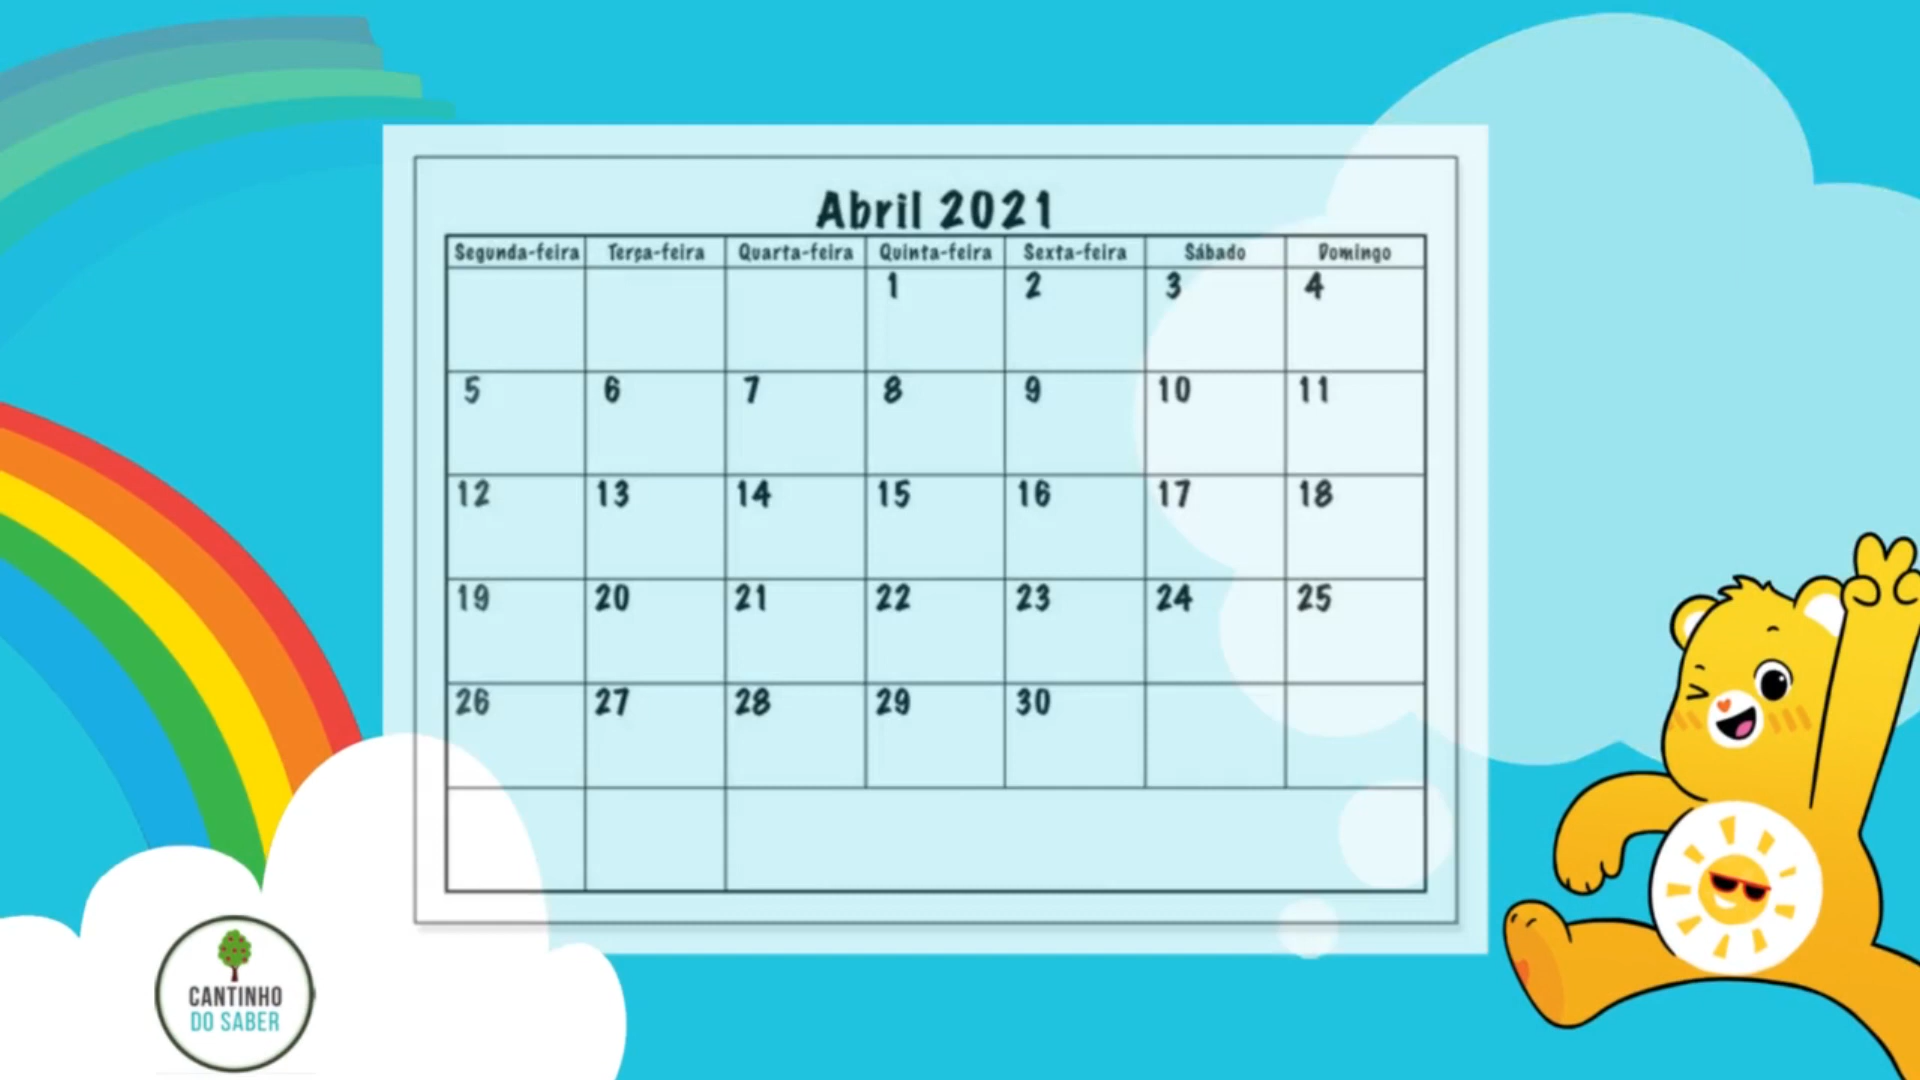 Abril 2021
Segunda-feira Terça-feira Quarta-feira Quinta-feira Sexta-feira Sábado Domingo
1 2 3 4
5 6 7 8 9 10 11
12 13 14 15 16 17 18
19 20 21 22 23 24 25
26 27 28 29 30
CANTINHO
DO SABER